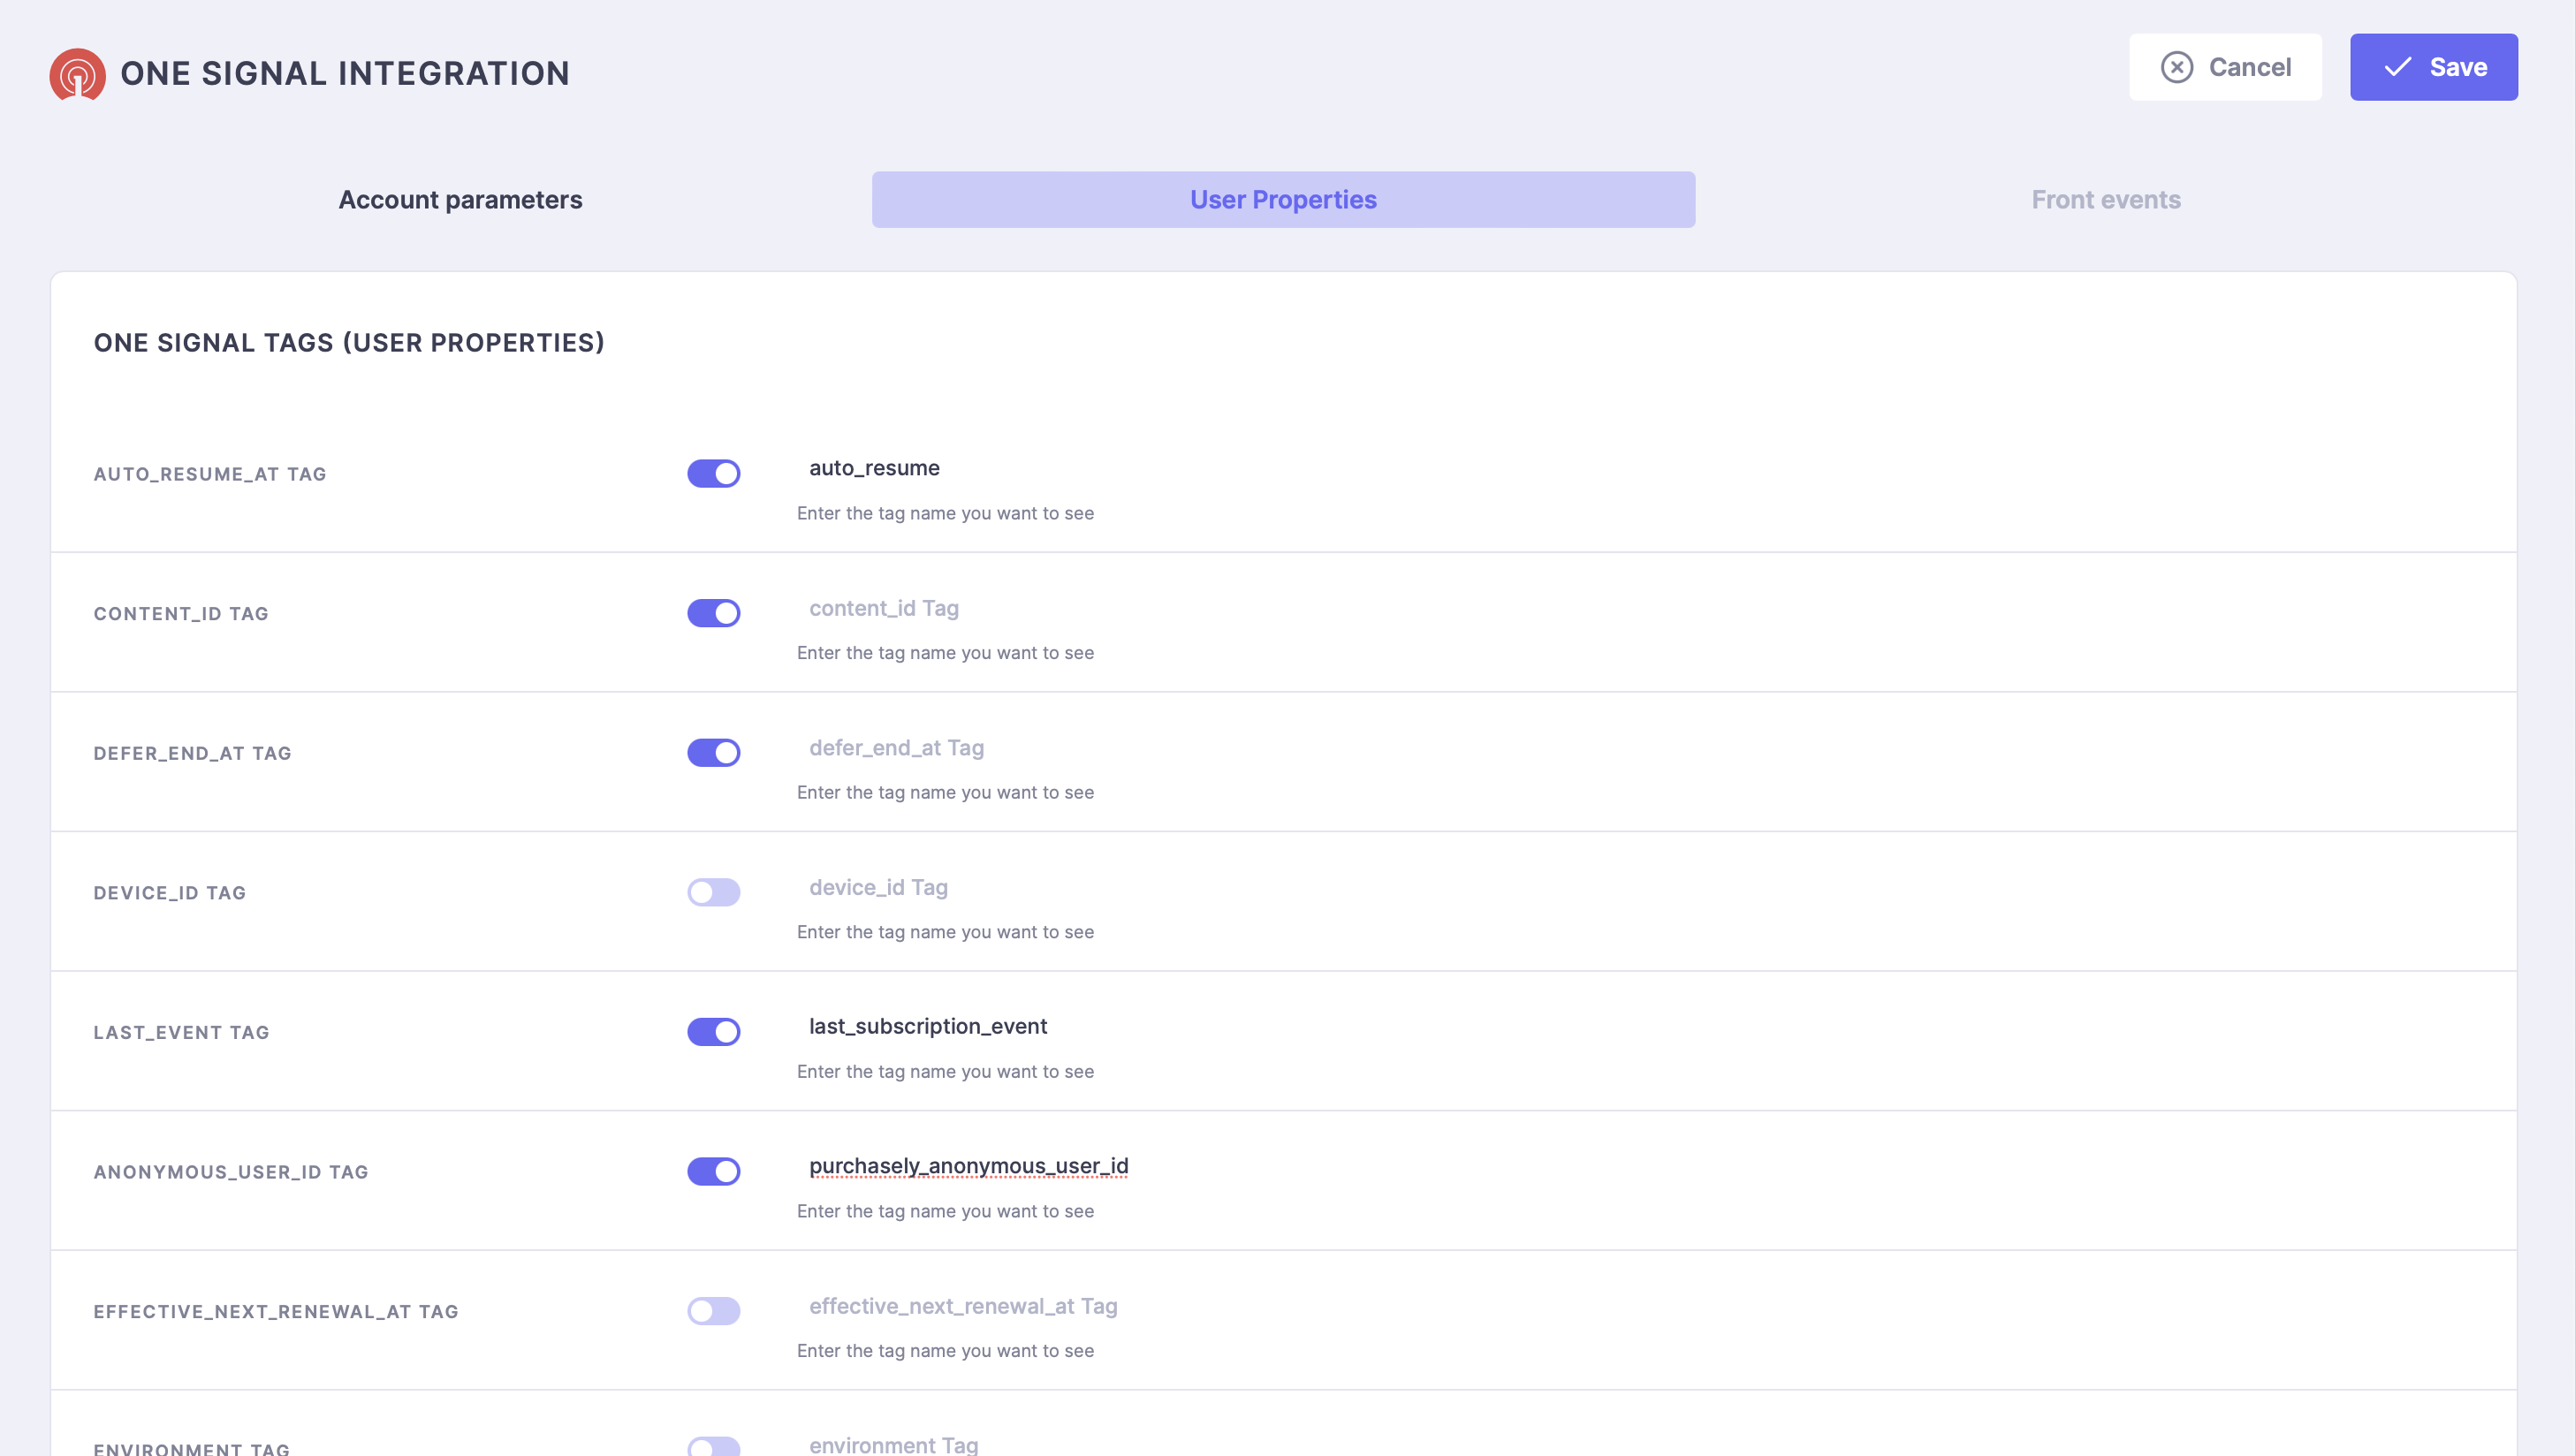 ONE SIGNAL INTEGRATION
Cancel
Save
Account parameters
User Properties
Front events
ONE SIGNAL TAGS (USER PROPERTIES)
AUTO_RESUME_AT TAG
auto_resume
Enter the tag name you want to see
CONTENT_ID TAG
content_id Tag
Enter the tag name you want to see
DEFER_END_AT TAG
defer_end_at Tag
Enter the tag name you want to see
DEVICE_ID TAG
device_id Tag
Enter the tag name you want to see
LAST_EVENT TAG
last_subscription_event
Enter the tag name you want to see
ANONYMOUS_USER_ID TAG
purchasely_anonymous_user_id
Enter the tag name you want to see
EFFECTIVE_NEXT_RENEWAL_AT TAG
effective_next_renewal_at Tag
Enter the tag name you want to see
ENVIRONMENT TAG
environment Tag